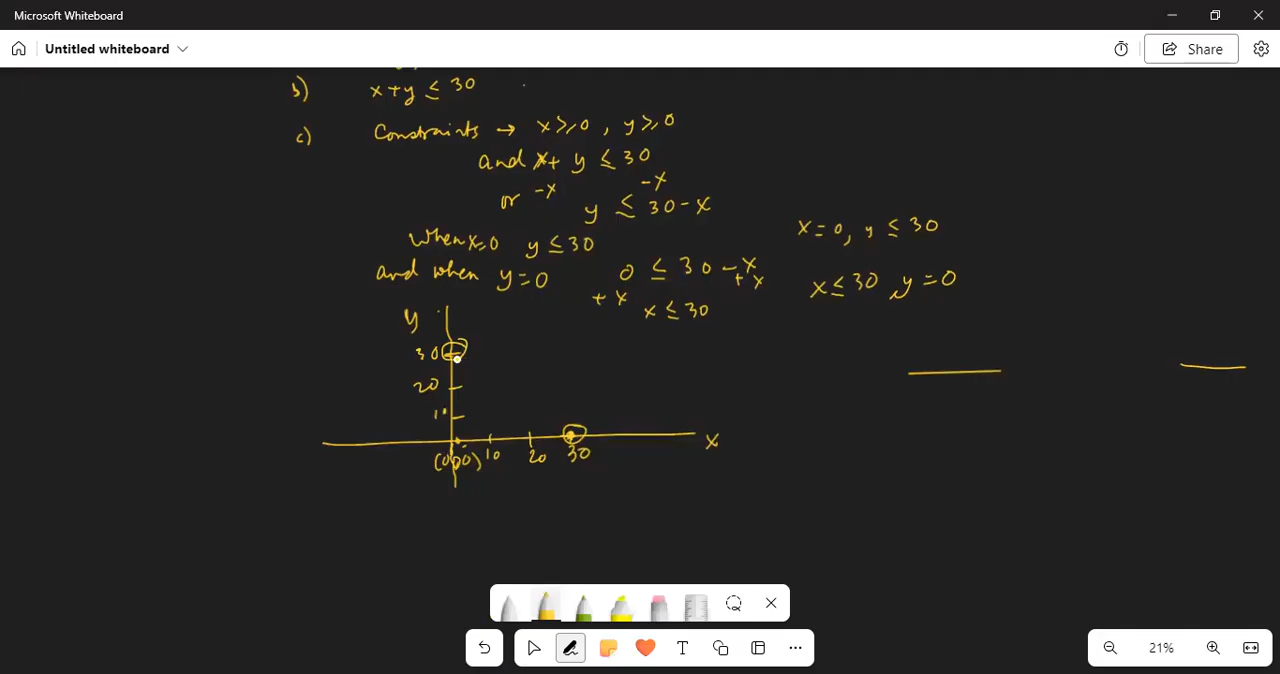 Microsoft Whiteboard
Untitled whiteboard
Share
b) x+y ≤ 30
c) Constraints → x≥0, y≥0
and x+ y ≤ 30
or -x -x
y ≤ 30-x
When x=0 y ≤ 30
x=0, y ≤ 30
and when y=0 0 ≤ 30 -x
+x +x
x ≤ 30
x≤30, y=0
y
30
20
10
(0,0) 10 20 30 x
21%